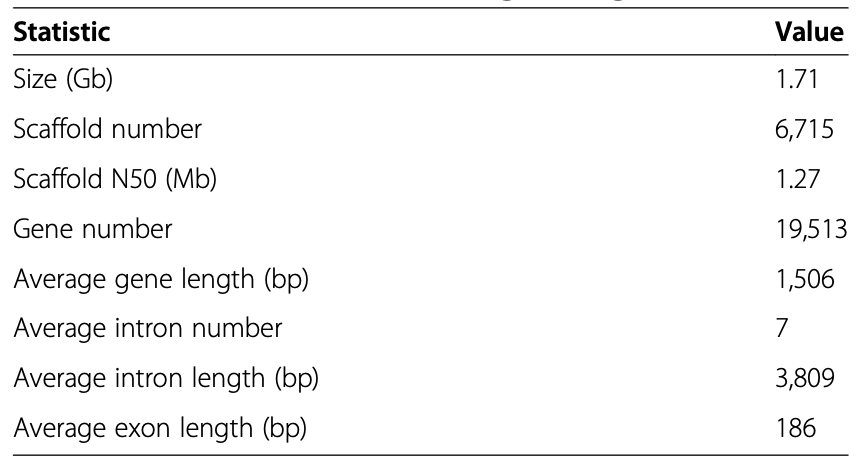 Statistic Value
Size (Gb) 1.71
Scaffold number 6,715
Scaffold N50 (Mb) 1.27
Gene number 19,513
Average gene length (bp) 1,506
Average intron number 7
Average intron length (bp) 3,809
Average exon length (bp) 186